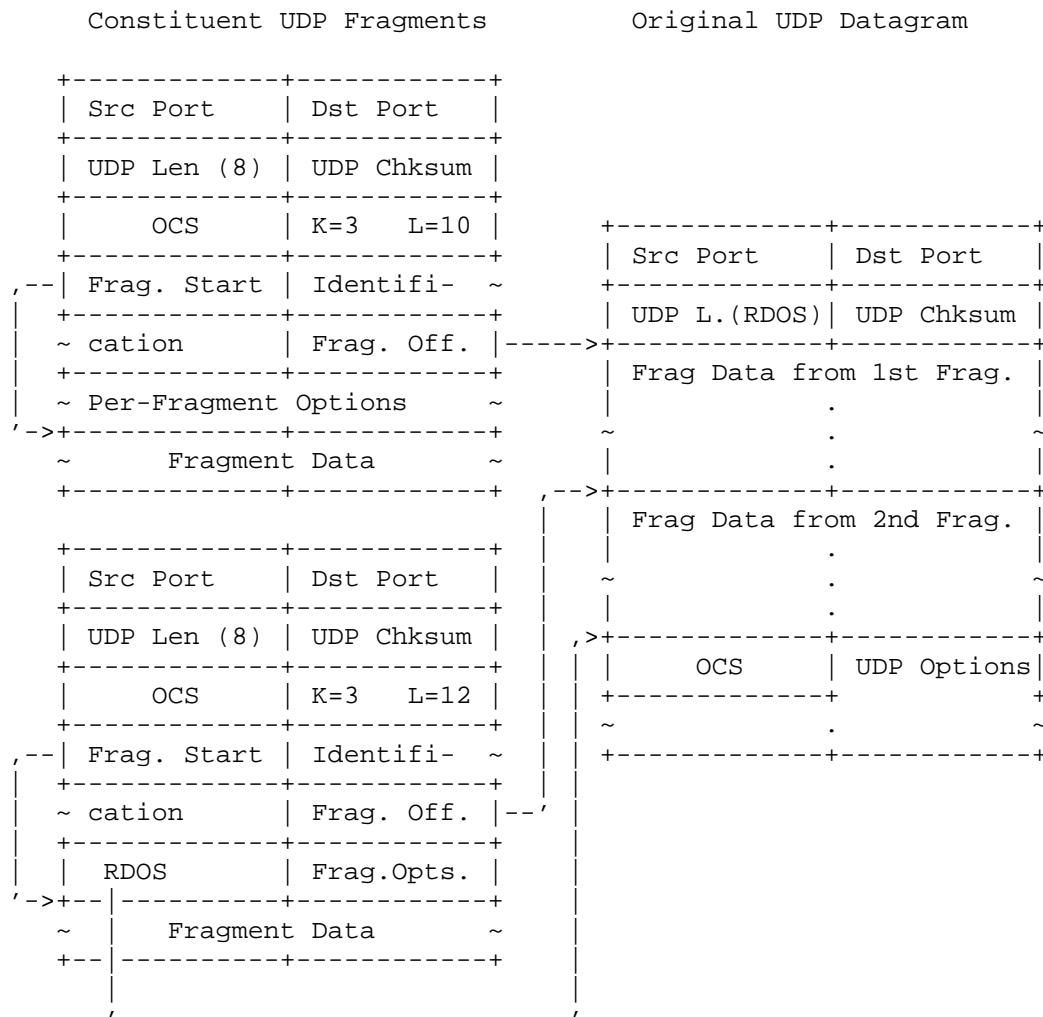 Constituent UDP Fragments Original UDP Datagram
Src Port Dst Port
UDP Len (8) UDP Chksum
OCS K=3 L=10
Frag. Start Identifi-
cation Frag. Off.
Per-Fragment Options
Fragment Data
Src Port Dst Port
UDP Len (8) UDP Chksum
OCS K=3 L=12
Frag. Start Identifi-
cation Frag. Off.
RDOS Frag.Opts.
Fragment Data
Src Port Dst Port
UDP L.(RDOS) UDP Chksum
Frag Data from 1st Frag.
Frag Data from 2nd Frag.
OCS UDP Options